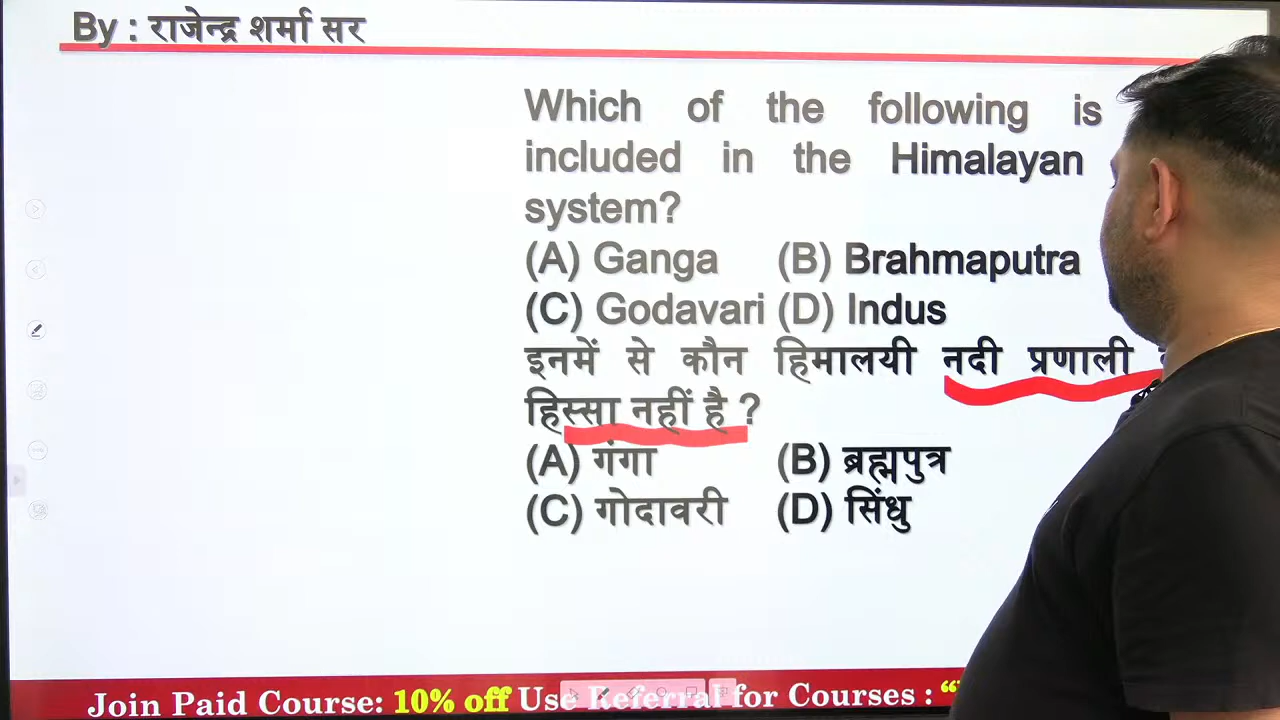 By : राजेन्द्र शर्मा सर
Which of the following is
included in the Himalayan
system?
(A) Ganga (B) Brahmaputra
(C) Godavari (D) Indus
इनमें से कौन हिमालयी नदी प्रणाली
हिस्सा नहीं है ?
(A) गंगा (B) ब्रह्मपुत्र
(C) गोदावरी (D) सिंधु
Join Paid Course: 10% off Use Referral for Courses : “